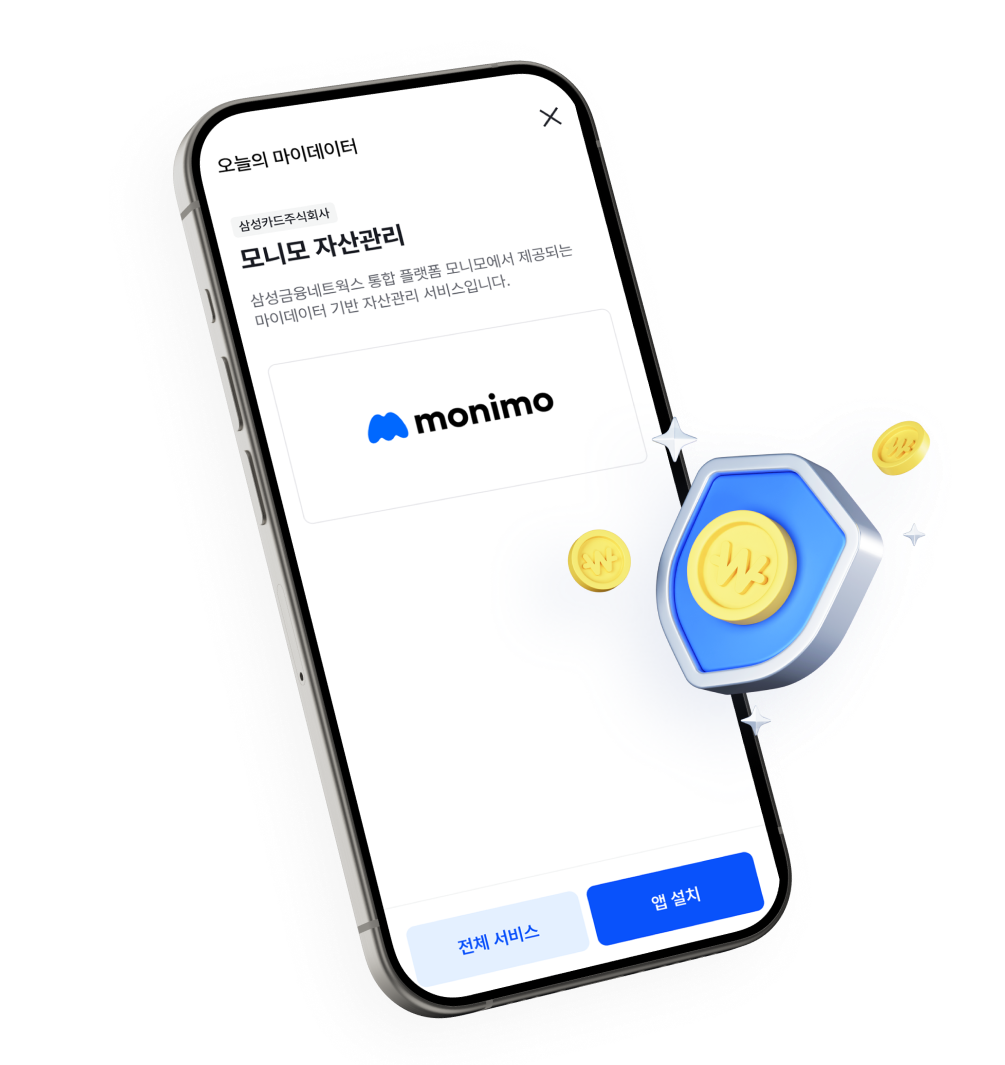 오늘의 마이데이터
삼성카드주식회사
모니모 자산관리
삼성금융네트웍스 통합 플랫폼 모니모에서 제공되는
마이데이터 기반 자산관리 서비스입니다.
monimo
전체 서비스
앱 설치